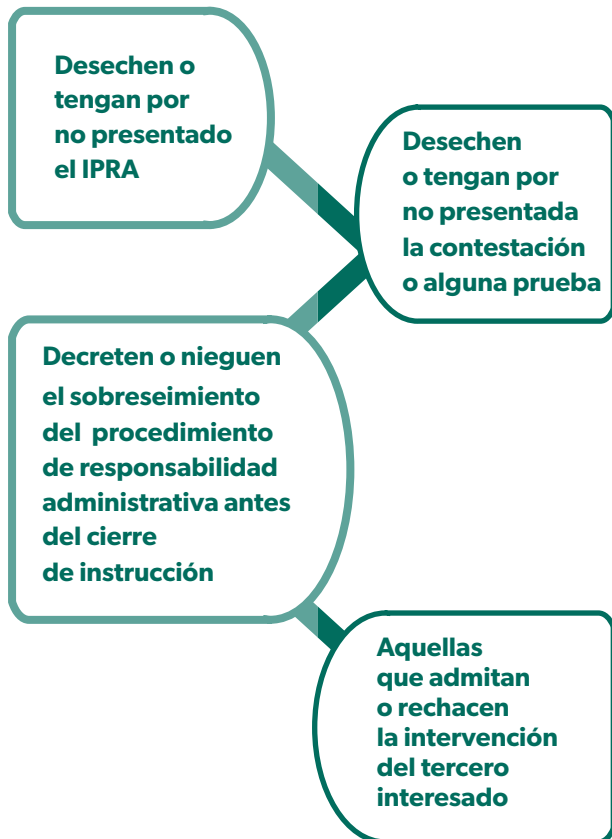 Desechen o
tengan por
no presentado
el IPRA
Desechen
o tengan por
no presentada
la contestación
o alguna prueba
Decreten o nieguen
el sobreseimiento
del procedimiento
de responsabilidad
administrativa antes
del cierre
de instrucción
Aquellas
que admitan
o rechacen
la intervención
del tercero
interesado